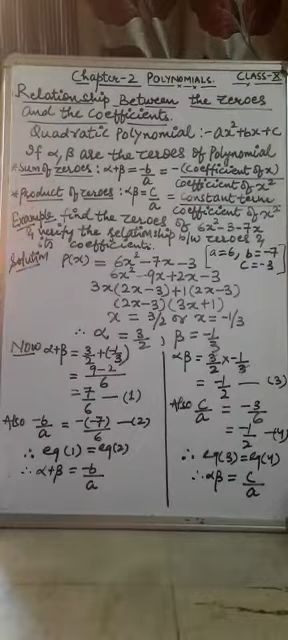 Chapter-2 POLYNOMIALS. CLASS-X
Relationship Between the zeroes
and the coefficients.
Quadratic Polynomial :- ax²+bx+c
If α,β are the zeroes of Polynomial
*Sum of zeroes : α+β = -b/a = -(coefficient of x)/coefficient of x²
*Product of zeroes : αβ = c/a = constant term/coefficient of x²
Example find the zeroes of 6x²-3-7x
& verify the relationship b/w zeroes &
its coefficients.
Solution P(x) = 6x²-7x-3 [a=6, b=-7
c=-3]
6x²-9x+2x-3
3x(2x-3)+1(2x-3)
(2x-3)(3x+1)
x = 3/2 or x = -1/3
∴ α = 3/2, β = -1/3
Now α+β = 3/2 + (-1/3)
= 9-2/6
= 7/6 — (1)
Also -b/a = -(-7)/6 — (2)
∴ eq(1) = eq(2)
∴ α+β = -b/a
αβ = 3/2 × -1/3
= -1/2 — (3)
Also c/a = -3/6
= -1/2 — (4)
∴ eq(3) = eq(4)
∴ αβ = c/a